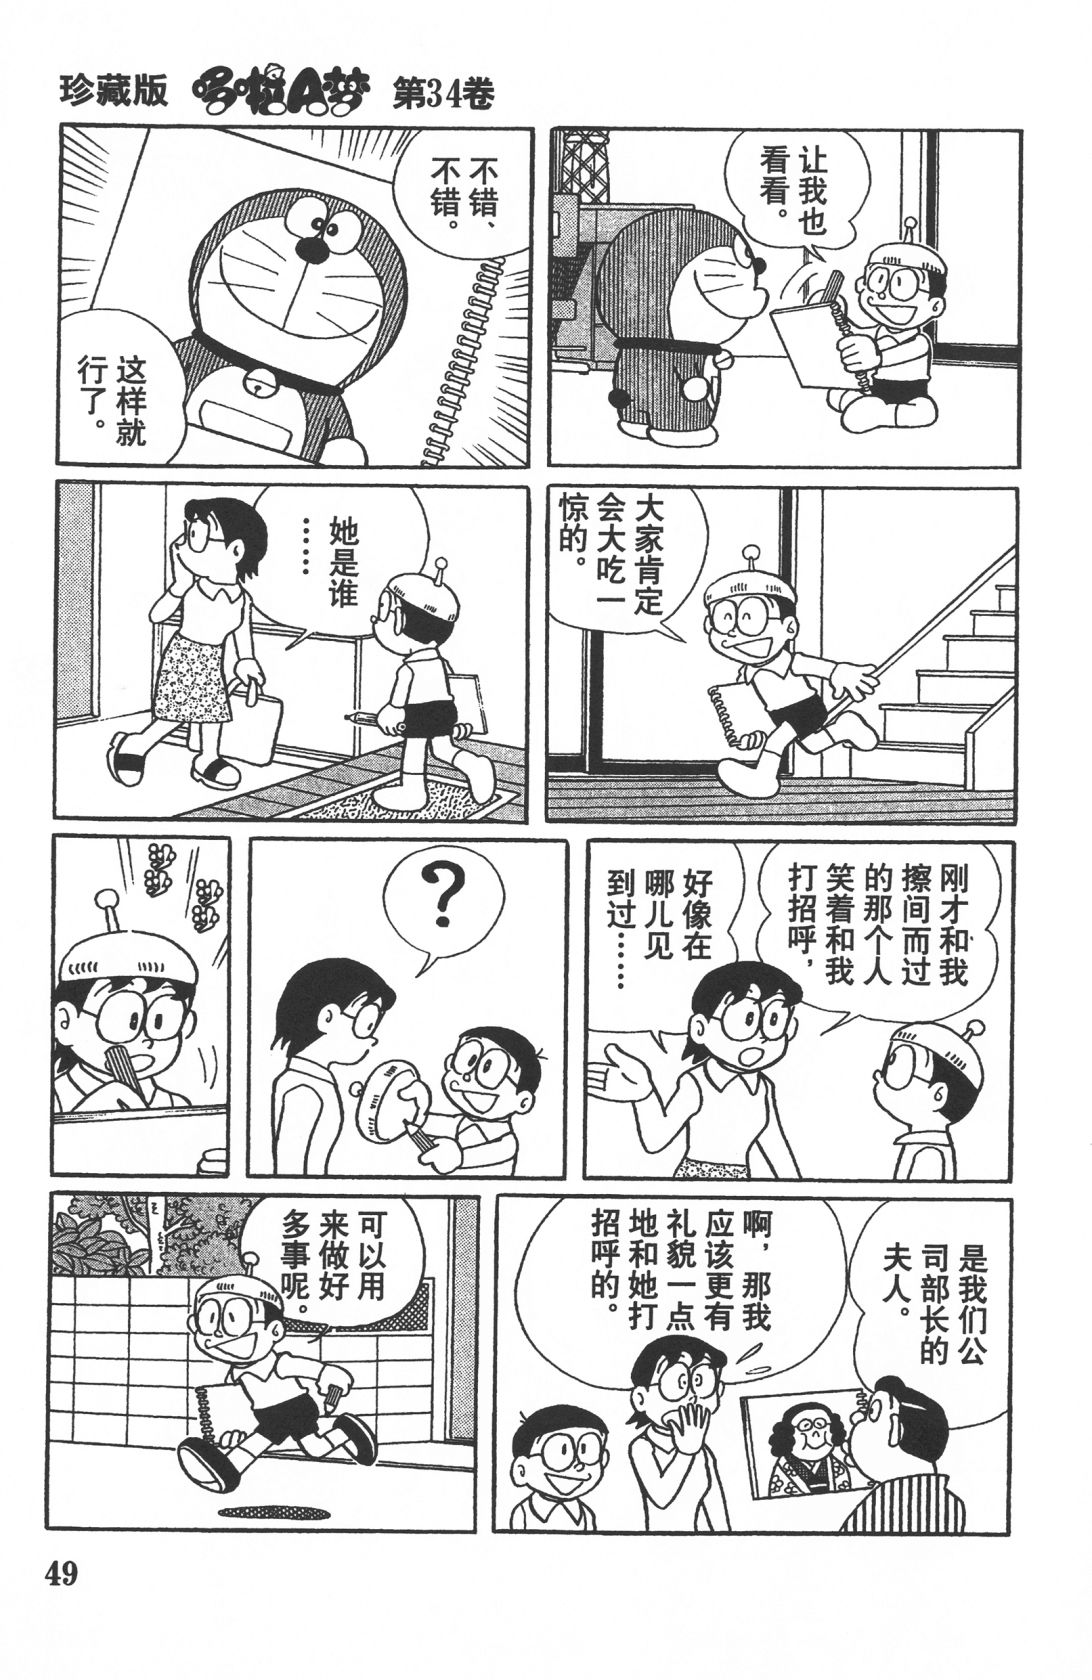 珍藏版 哆啦A梦 第34卷
让我也
看看。
不错、
不错。
这样就
行了。
大家肯定
会大吃一
惊的。
她是谁
……
刚才和我
擦间而过
的那个人
笑着和我
打招呼，
好像在
哪儿见
到过……
?
是我们公
司部长的
夫人。
啊，那我
应该更有
礼貌一点
地和她打
招呼的。
可以用
来做好
多事呢。
49